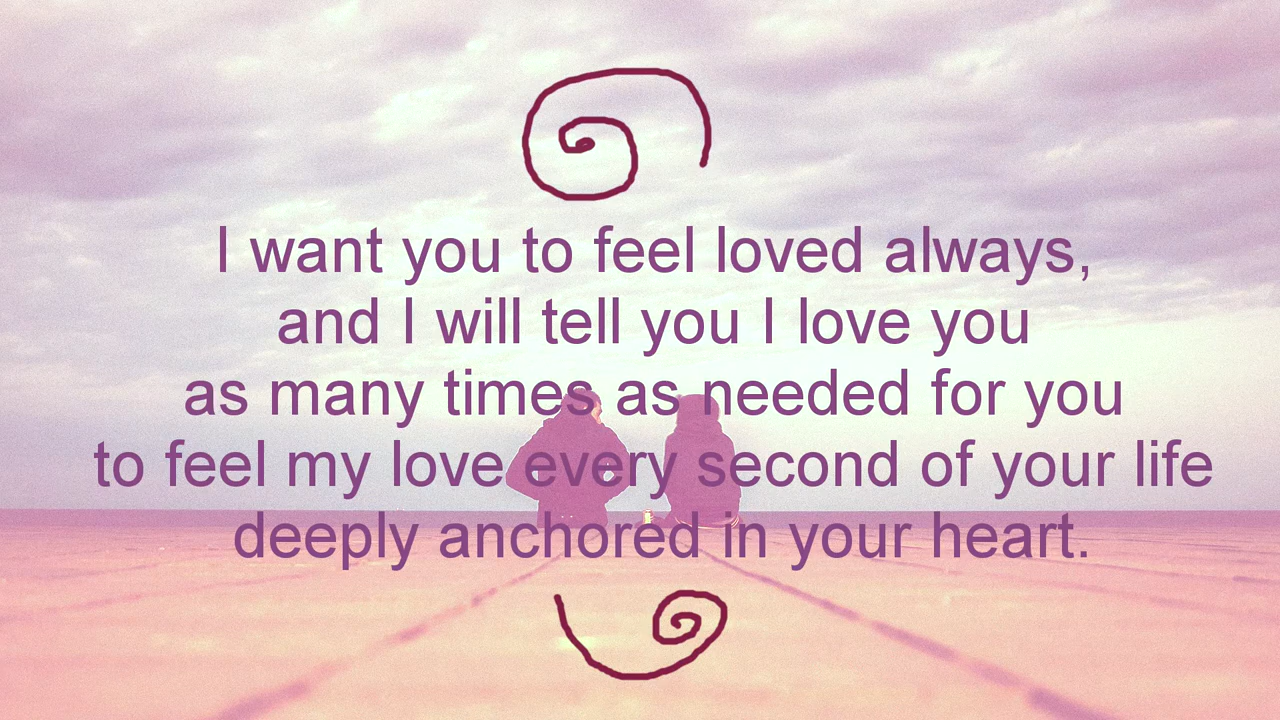 I want you to feel loved always,
and I will tell you I love you
as many times as needed for you
to feel my love every second of your life
deeply anchored in your heart.